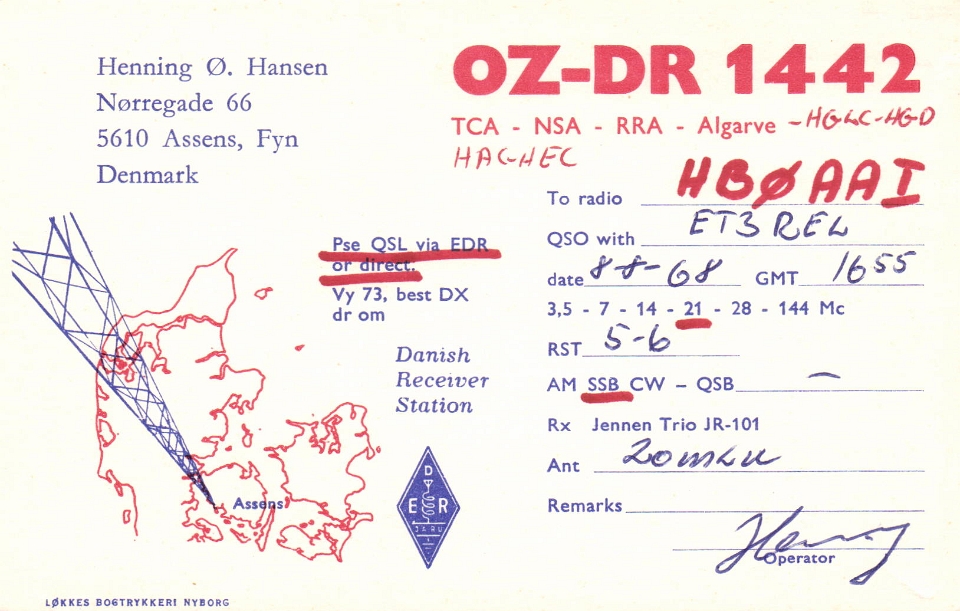 Henning Ø. Hansen
Nørregade 66
5610 Assens, Fyn
Denmark
OZ-DR 1442
TCA - NSA - RRA - Algarve - HGLC-HGD
HAC-HEC
To radio HBØAAI
QSO with ET3REL
date 8-8-68 GMT 1655
3,5 - 7 - 14 - 21 - 28 - 144 Mc
RST 5-6
AM SSB CW - QSB —
Rx Jennen Trio JR-101
Ant
Remarks
Henning
Operator
Pse QSL via EDR
or direct.
Vy 73, best DX
dr om
Danish
Receiver
Station
Assens
D
E R
I A R U
LØKKES BOGTRYKKERI NYBORG